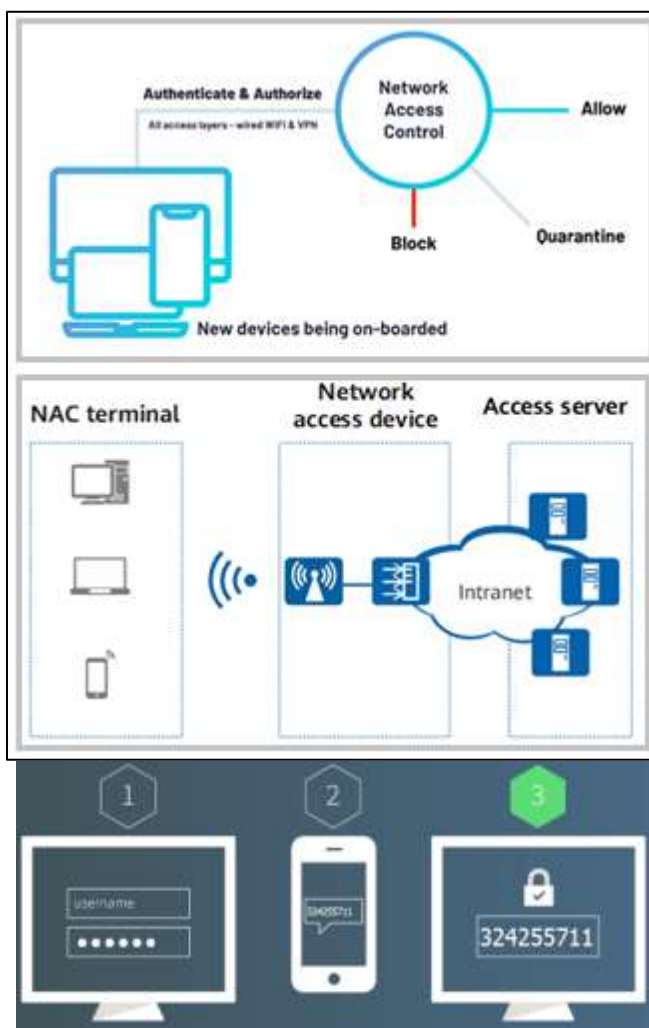 Authenticate & Authorize
All access layers - wired WiFi & VPN
Network
Access
Control
Allow
Quarantine
Block
New devices being on-boarded
NAC terminal
Network
access device
Access server
Intranet
1
2
3
username
324255711
324255711